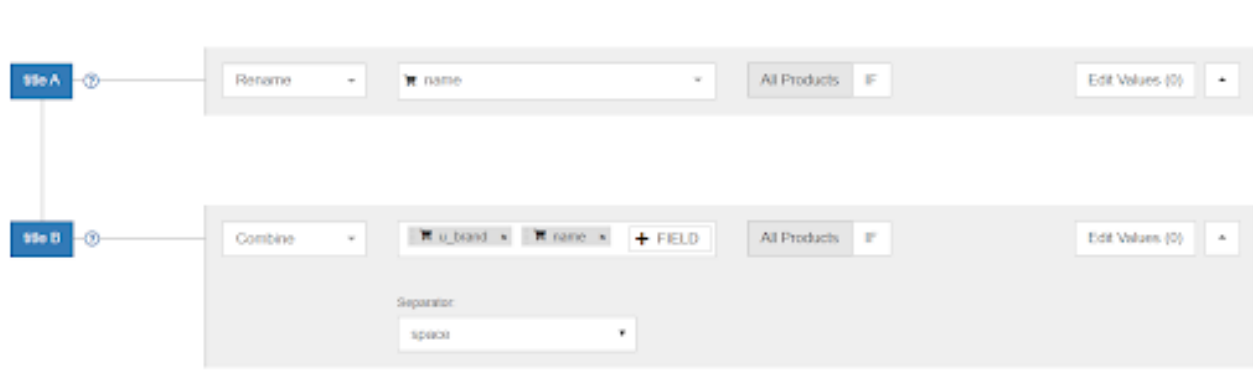 title A ? Rename name All Products IF Edit Values (0)
title B ? Combine u_brand x name x + FIELD All Products IF Edit Values (0)
Separator:
space